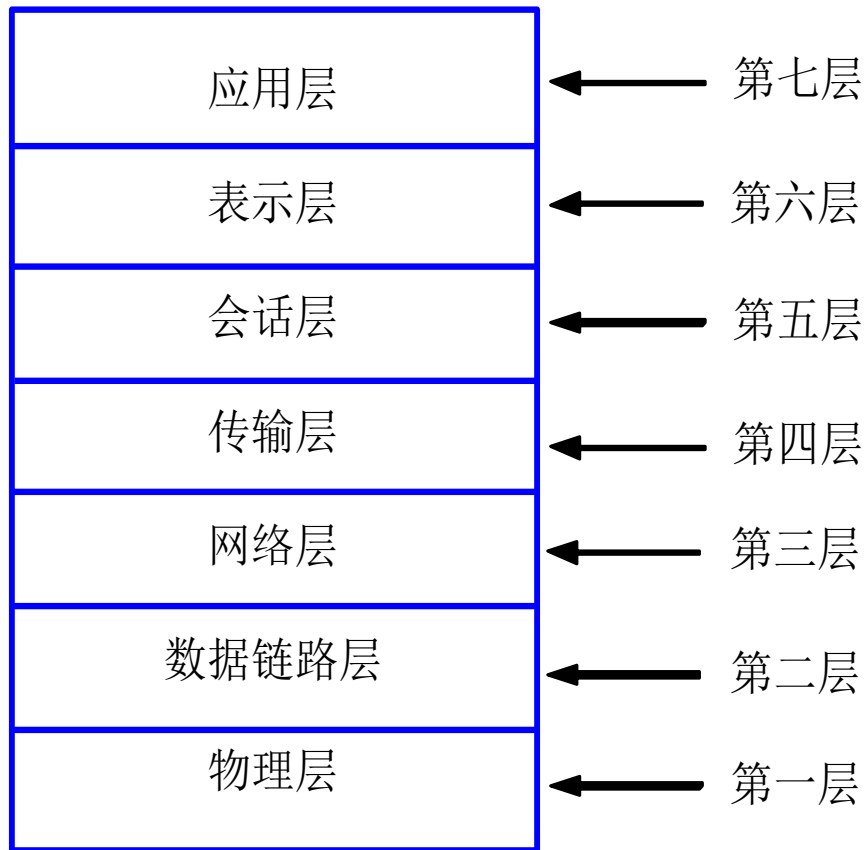 应用层 第七层
表示层 第六层
会话层 第五层
传输层 第四层
网络层 第三层
数据链路层 第二层
物理层 第一层